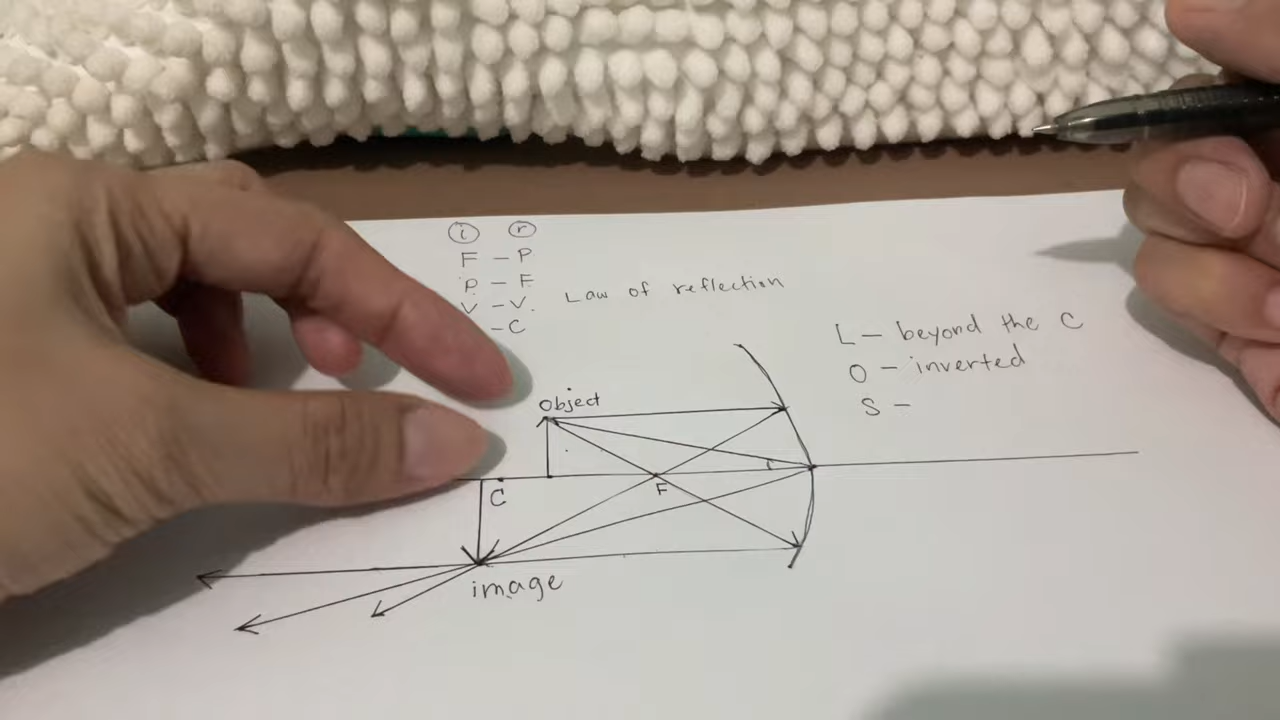 i r
F - P
P - F
V - V.
- C
Law of reflection
L - beyond the C
O - inverted
S -
Object
C
F
image